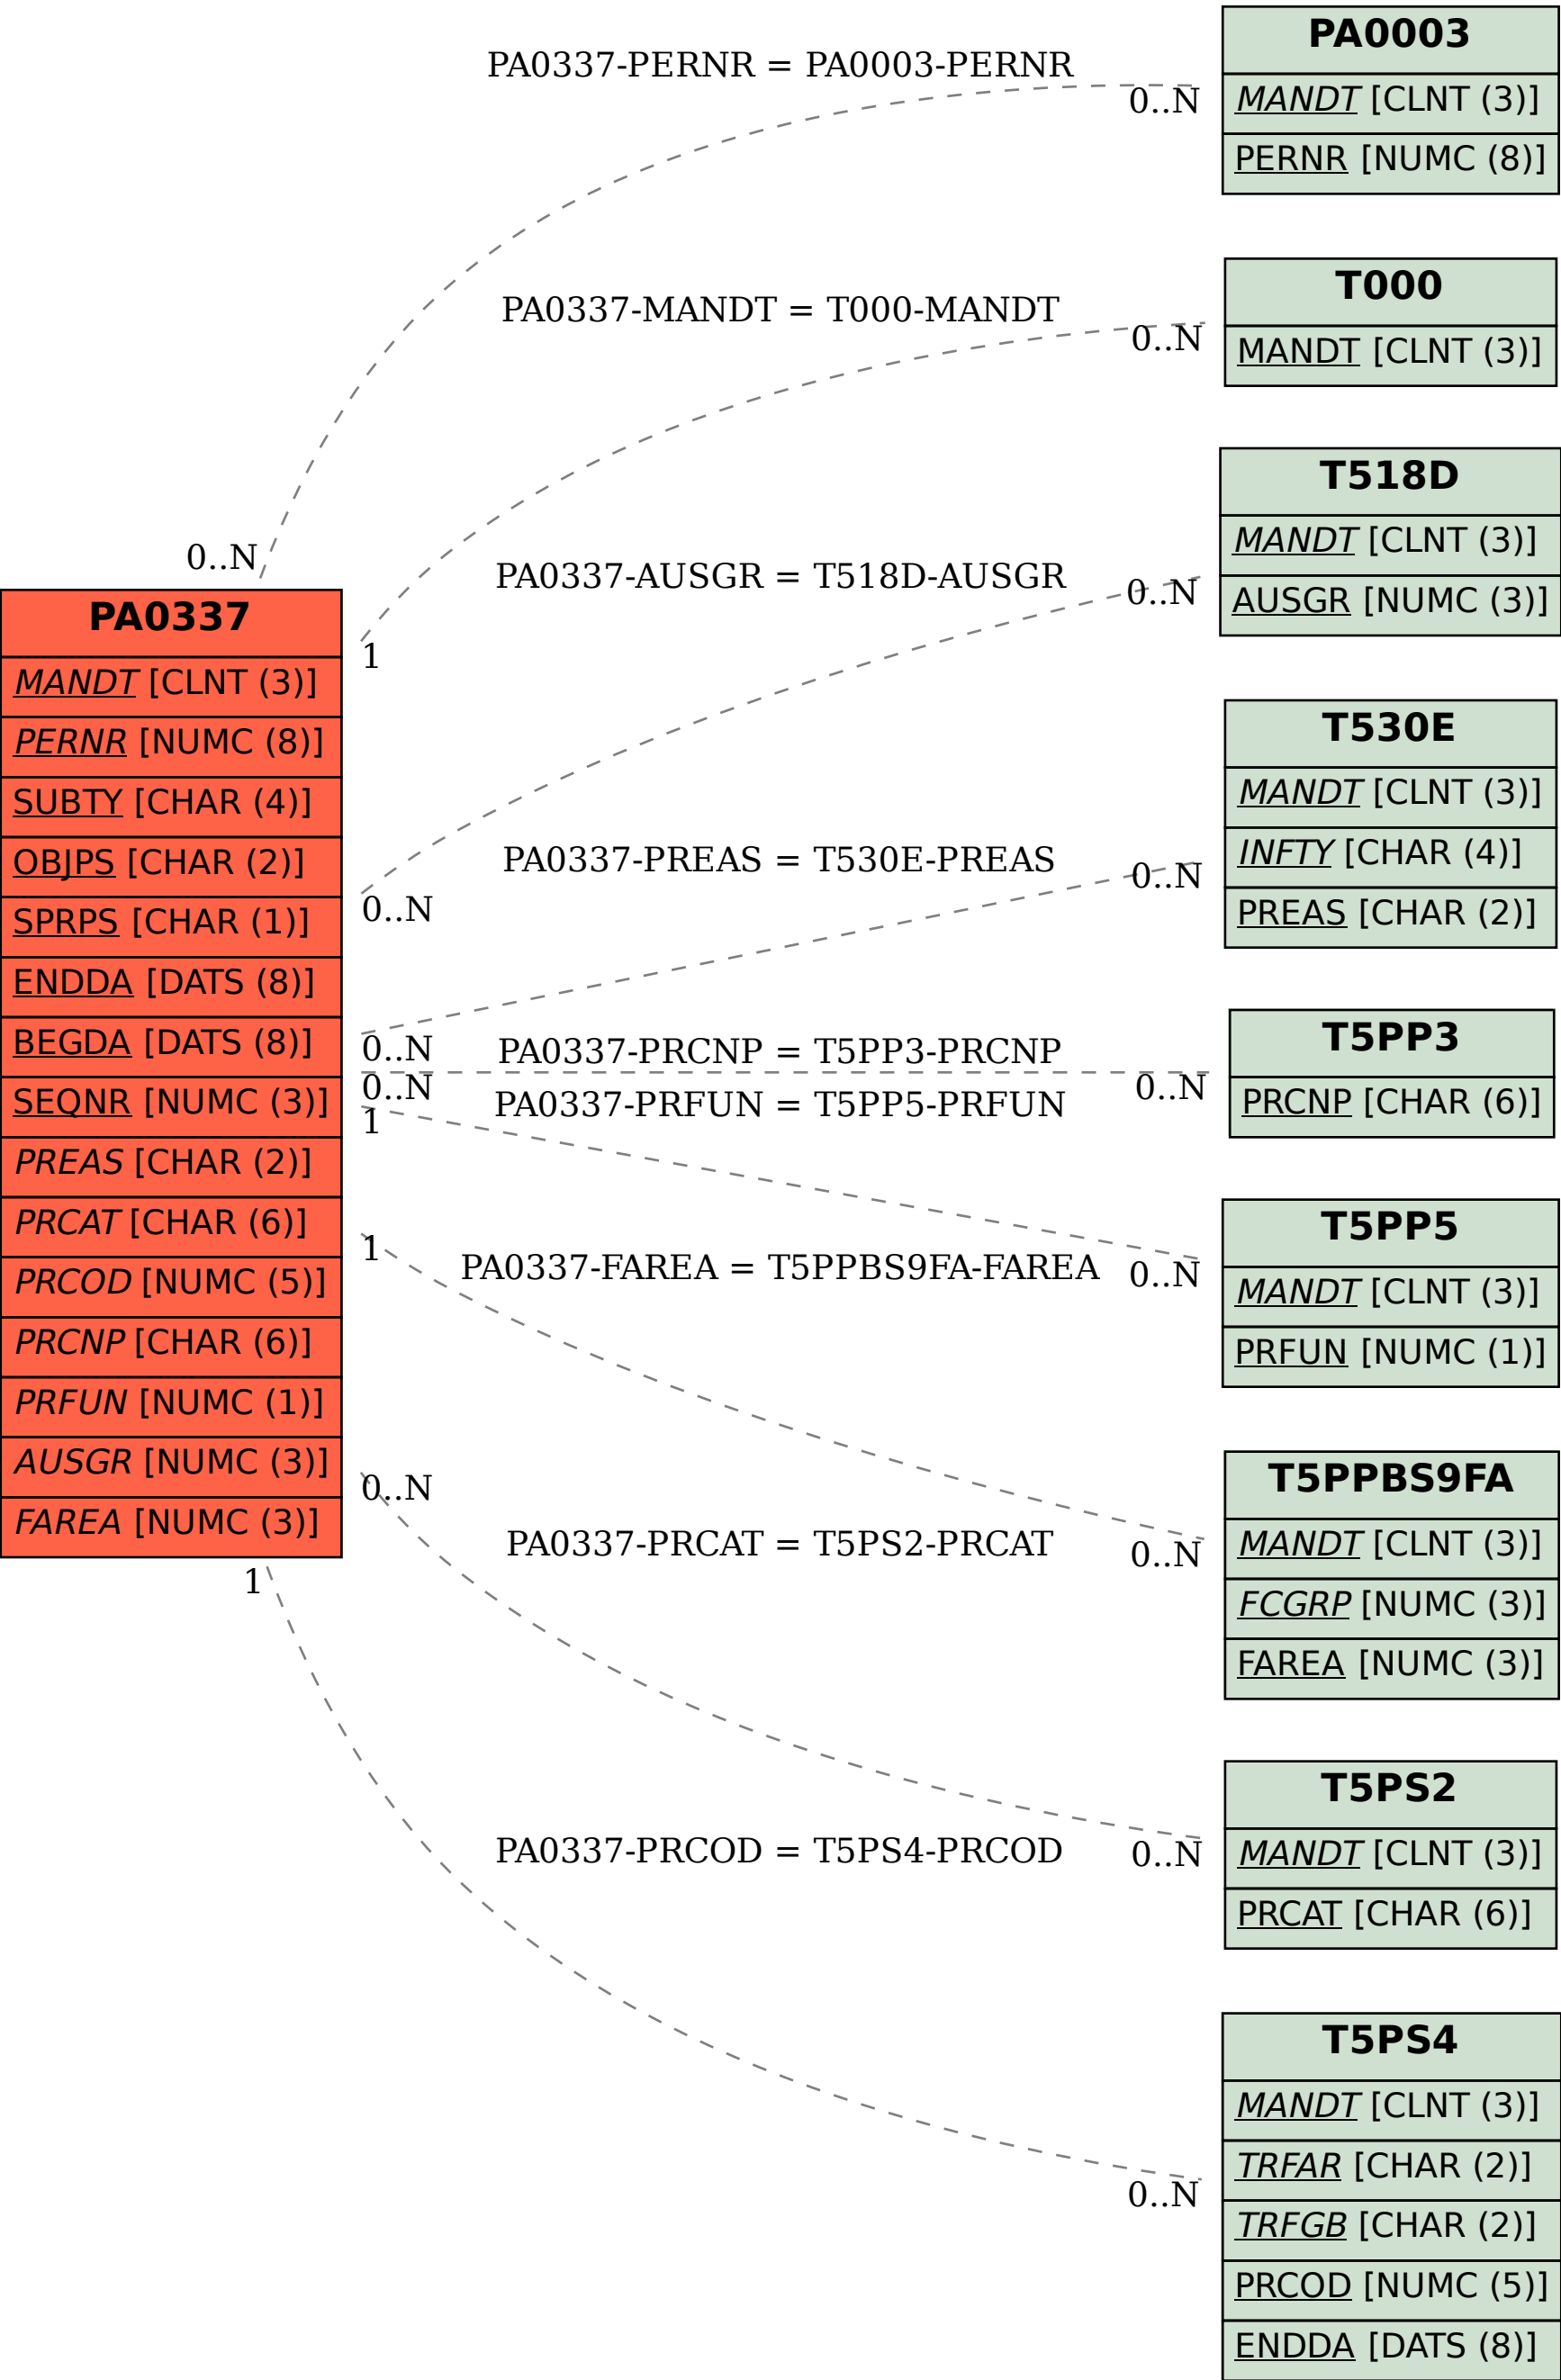 PA0003
MANDT [CLNT (3)]
PERNR [NUMC (8)]
PA0337-PERNR = PA0003-PERNR
0..N
0..N
T000
MANDT [CLNT (3)]
PA0337-MANDT = T000-MANDT
0..N
1
T518D
MANDT [CLNT (3)]
AUSGR [NUMC (3)]
PA0337-AUSGR = T518D-AUSGR
0..N
0..N
PA0337
MANDT [CLNT (3)]
PERNR [NUMC (8)]
SUBTY [CHAR (4)]
OBJPS [CHAR (2)]
SPRPS [CHAR (1)]
ENDDA [DATS (8)]
BEGDA [DATS (8)]
SEQNR [NUMC (3)]
PREAS [CHAR (2)]
PRCAT [CHAR (6)]
PRCOD [NUMC (5)]
PRCNP [CHAR (6)]
PRFUN [NUMC (1)]
AUSGR [NUMC (3)]
FAREA [NUMC (3)]
T530E
MANDT [CLNT (3)]
INFTY [CHAR (4)]
PREAS [CHAR (2)]
PA0337-PREAS = T530E-PREAS
0..N
0..N
T5PP3
PRCNP [CHAR (6)]
PA0337-PRCNP = T5PP3-PRCNP
0..N
0..N
T5PP5
MANDT [CLNT (3)]
PRFUN [NUMC (1)]
PA0337-PRFUN = T5PP5-PRFUN
0..N
1
T5PPBS9FA
MANDT [CLNT (3)]
FCGRP [NUMC (3)]
FAREA [NUMC (3)]
PA0337-FAREA = T5PPBS9FA-FAREA
0..N
1
T5PS2
MANDT [CLNT (3)]
PRCAT [CHAR (6)]
PA0337-PRCAT = T5PS2-PRCAT
0..N
0..N
T5PS4
MANDT [CLNT (3)]
TRFAR [CHAR (2)]
TRFGB [CHAR (2)]
PRCOD [NUMC (5)]
ENDDA [DATS (8)]
PA0337-PRCOD = T5PS4-PRCOD
0..N
1